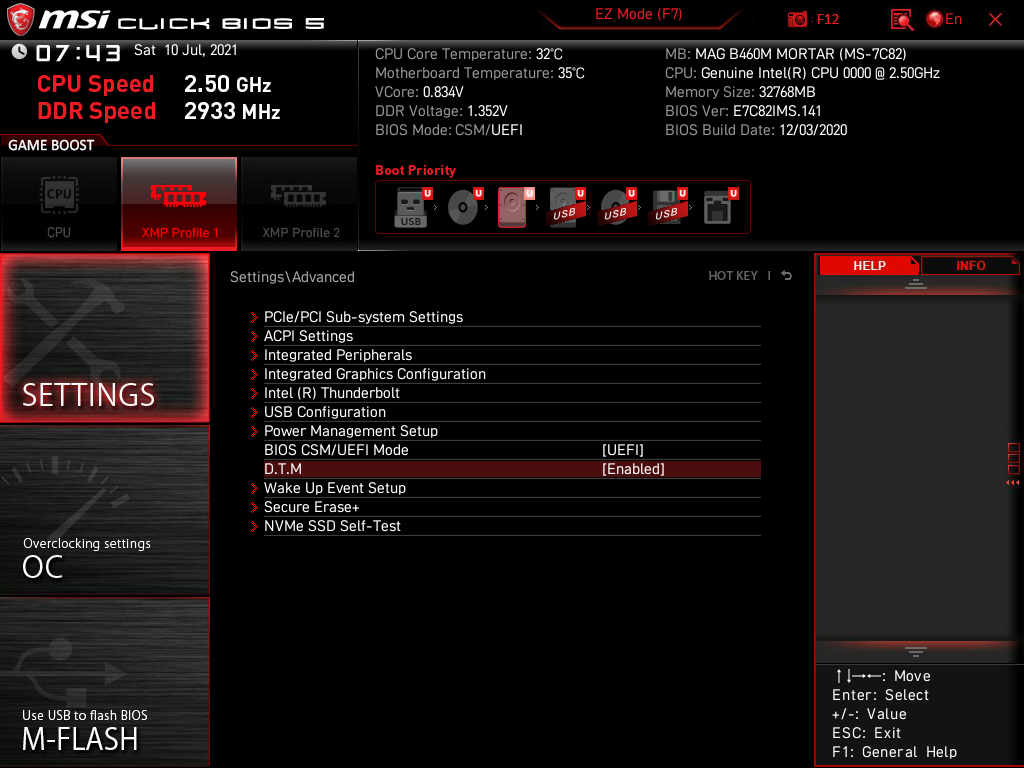 msi CLICK BIOS 5
EZ Mode (F7)
: F12
En
07:43 Sat 10 Jul, 2021
CPU Speed 2.50 GHz
DDR Speed 2933 MHz
CPU Core Temperature: 32°C
Motherboard Temperature: 35°C
VCore: 0.834V
DDR Voltage: 1.352V
BIOS Mode: CSM/UEFI
MB: MAG B460M MORTAR (MS-7C82)
CPU: Genuine Intel(R) CPU 0000 @ 2.50GHz
Memory Size: 32768MB
BIOS Ver: E7C82IMS.141
BIOS Build Date: 12/03/2020
GAME BOOST
CPU
CPU
XMP Profile 1
XMP Profile 2
Boot Priority
U U U U U U U
USB USB USB USB
SETTINGS
Overclocking settings
OC
Use USB to flash BIOS
M-FLASH
Settings\Advanced
HOT KEY |
PCIe/PCI Sub-system Settings
ACPI Settings
Integrated Peripherals
Integrated Graphics Configuration
Intel (R) Thunderbolt
USB Configuration
Power Management Setup
BIOS CSM/UEFI Mode [UEFI]
D.T.M [Enabled]
Wake Up Event Setup
Secure Erase+
NVMe SSD Self-Test
HELP
INFO
↑↓→←: Move
Enter: Select
+/-: Value
ESC: Exit
F1: General Help